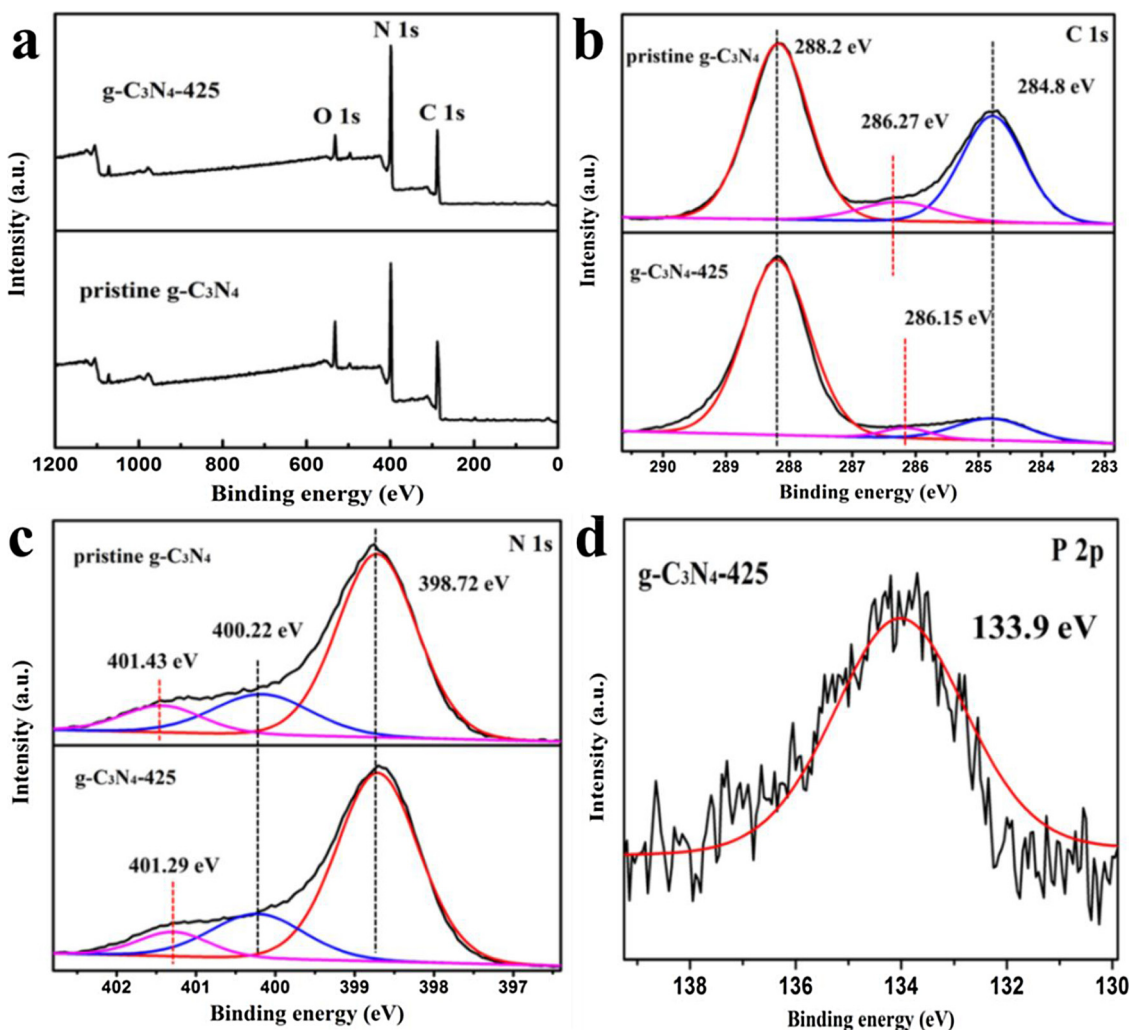 a
N 1s
g-C₃N₄-425
O 1s
C 1s
pristine g-C₃N₄
Intensity (a.u.)
1200 1000 800 600 400 200 0
Binding energy (eV)
b
C 1s
pristine g-C₃N₄
288.2 eV
284.8 eV
286.27 eV
g-C₃N₄-425
286.15 eV
Intensity (a.u.)
290 289 288 287 286 285 284 283
Binding energy (eV)
c
N 1s
pristine g-C₃N₄
398.72 eV
400.22 eV
401.43 eV
g-C₃N₄-425
401.29 eV
Intensity (a.u.)
402 401 400 399 398 397
Binding energy (eV)
d
P 2p
g-C₃N₄-425
133.9 eV
Intensity (a.u.)
138 136 134 132 130
Binding energy (eV)